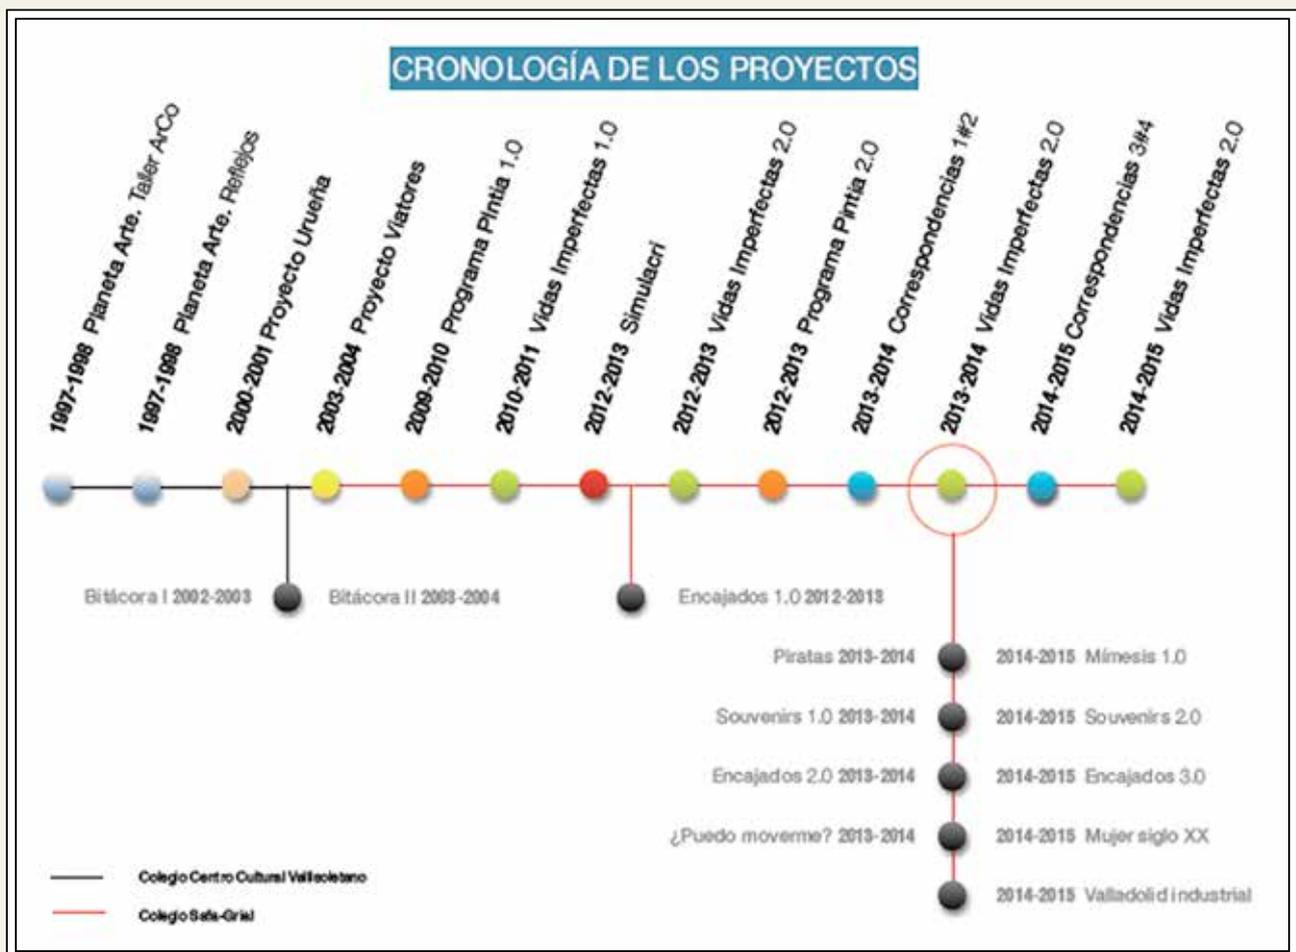 CRONOLOGÍA DE LOS PROYECTOS
1997-1998 Planeta Arte. Taller ArCo
1997-1998 Planeta Arte. Reflejos
2000-2001 Proyecto Urueña
2003-2004 Proyecto Viatores
2009-2010 Programa PIntia 1.0
2010-2011 Vidas Imperfectas 1.0
2012-2013 Simulacri
2012-2013 Vidas Imperfectas 2.0
2012-2013 Programa Pintia 2.0
2013-2014 Correspondencias 1#2
2013-2014 Vidas Imperfectas 2.0
2014-2015 Correspondencias 3#4
2014-2015 Vidas Imperfectas 2.0
Bitácora I 2002-2003
Bitácora II 2003-2004
Encajados 1.0 2012-2013
Piratas 2013-2014
2014-2015 Mímesis 1.0
Souvenirs 1.0 2013-2014
2014-2015 Souvenirs 2.0
Encajados 2.0 2013-2014
2014-2015 Encajados 3.0
¿Puedo moverme? 2013-2014
2014-2015 Mujer siglo XX
2014-2015 Valladolid industrial
Colegio Centro Cultural Vallisoletano
Colegio Safa-Grial